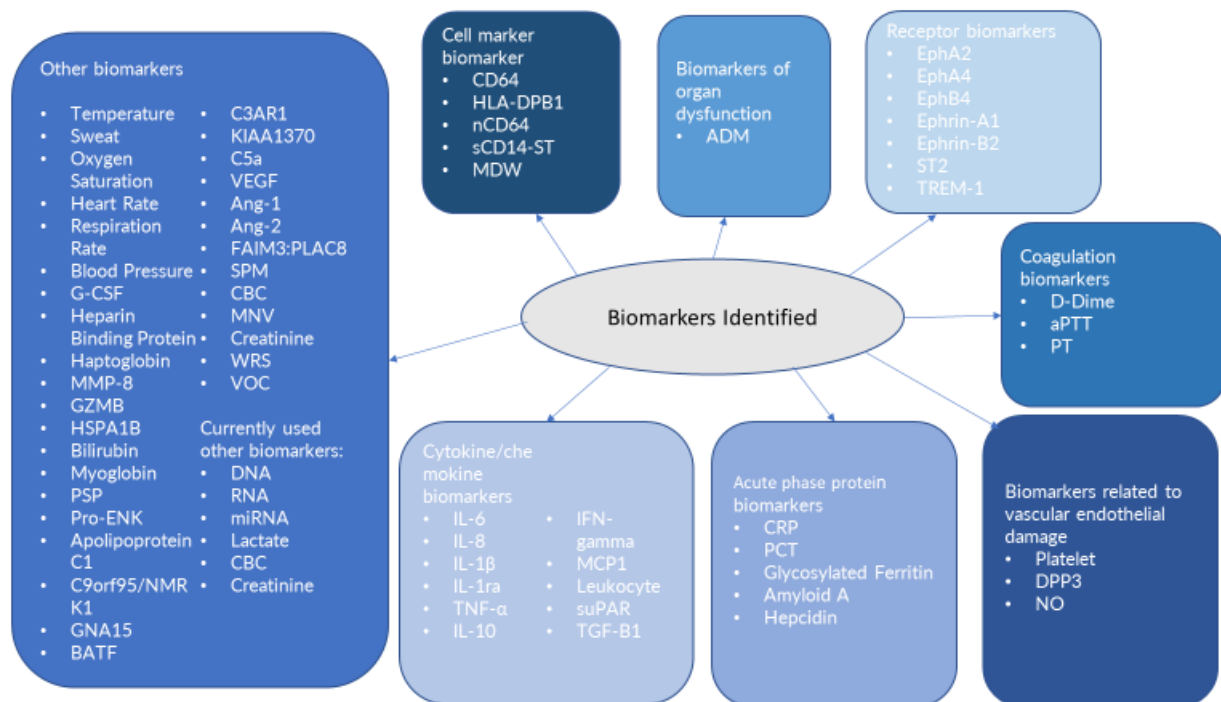 Other biomarkers
• Temperature
• Sweat
• Oxygen
Saturation
• Heart Rate
• Respiration
Rate
• Blood Pressure
• G-CSF
• Heparin
Binding Protein
• Haptoglobin
• MMP-8
• GZMB
• HSPA1B
• Bilirubin
• Myoglobin
• PSP
• Pro-ENK
• Apolipoprotein
C1
• C9orf95/NMR
K1
• GNA15
• BATF
• C3AR1
• KIAA1370
• C5a
• VEGF
• Ang-1
• Ang-2
• FAIM3:PLAC8
• SPM
• CBC
• MNV
• Creatinine
• WRS
• VOC
Currently used
other biomarkers:
• DNA
• RNA
• miRNA
• Lactate
• CBC
• Creatinine
Cell marker
biomarker
• CD64
• HLA-DPB1
• nCD64
• sCD14-ST
• MDW
Biomarkers of
organ
dysfunction
• ADM
Receptor biomarkers
• EphA2
• EphA4
• EphB4
• Ephrin-A1
• Ephrin-B2
• ST2
• TREM-1
Biomarkers Identified
Coagulation
biomarkers
• D-Dime
• aPTT
• PT
Cytokine/che
mokine
biomarkers
• IL-6
• IL-8
• IL-1β
• IL-1ra
• TNF-α
• IL-10
• IFN-
gamma
• MCP1
• Leukocyte
• suPAR
• TGF-B1
Acute phase protein
biomarkers
• CRP
• PCT
• Glycosylated Ferritin
• Amyloid A
• Hepcidin
Biomarkers related to
vascular endothelial
damage
• Platelet
• DPP3
• NO